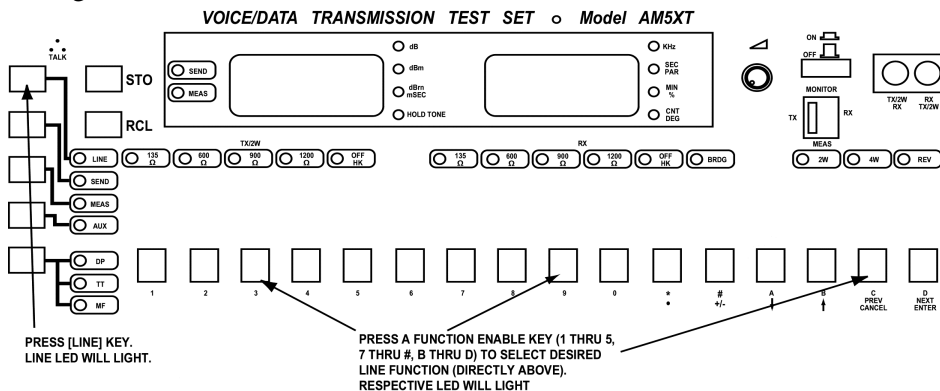 VOICE/DATA TRANSMISSION TEST SET o Model AM5XT
TALK
STO
RCL
SEND
MEAS
dB
dBm
dBrn
mSEC
HOLD TONE
KHz
SEC
PAR
MIN
%
CNT
DEG
ON
OFF
MONITOR
TX
RX
TX/2W
RX
RX
TX/2W
TX/2W
RX
MEAS
LINE
135
Ω
600
Ω
900
Ω
1200
Ω
OFF
HK
135
Ω
600
Ω
900
Ω
1200
Ω
OFF
HK
BRDG
2W
4W
REV
SEND
MEAS
AUX
DP
TT
MF
1
2
3
4
5
6
7
8
9
0
*
•
#
+/-
A
B
C
PREV
CANCEL
D
NEXT
ENTER
PRESS [LINE] KEY.
LINE LED WILL LIGHT.
PRESS A FUNCTION ENABLE KEY (1 THRU 5,
7 THRU #, B THRU D) TO SELECT DESIRED
LINE FUNCTION (DIRECTLY ABOVE).
RESPECTIVE LED WILL LIGHT